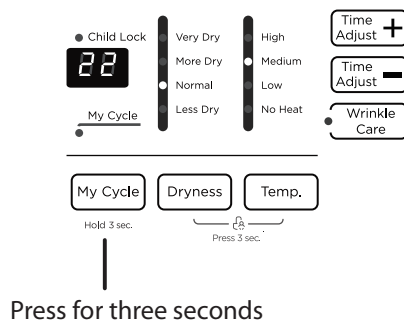 Child Lock
22
My Cycle
Very Dry
More Dry
Normal
Less Dry
High
Medium
Low
No Heat
Time
Adjust +
Time
Adjust −
Wrinkle
Care
My Cycle
Dryness
Temp.
Hold 3 sec.
Press 3 sec.
Press for three seconds